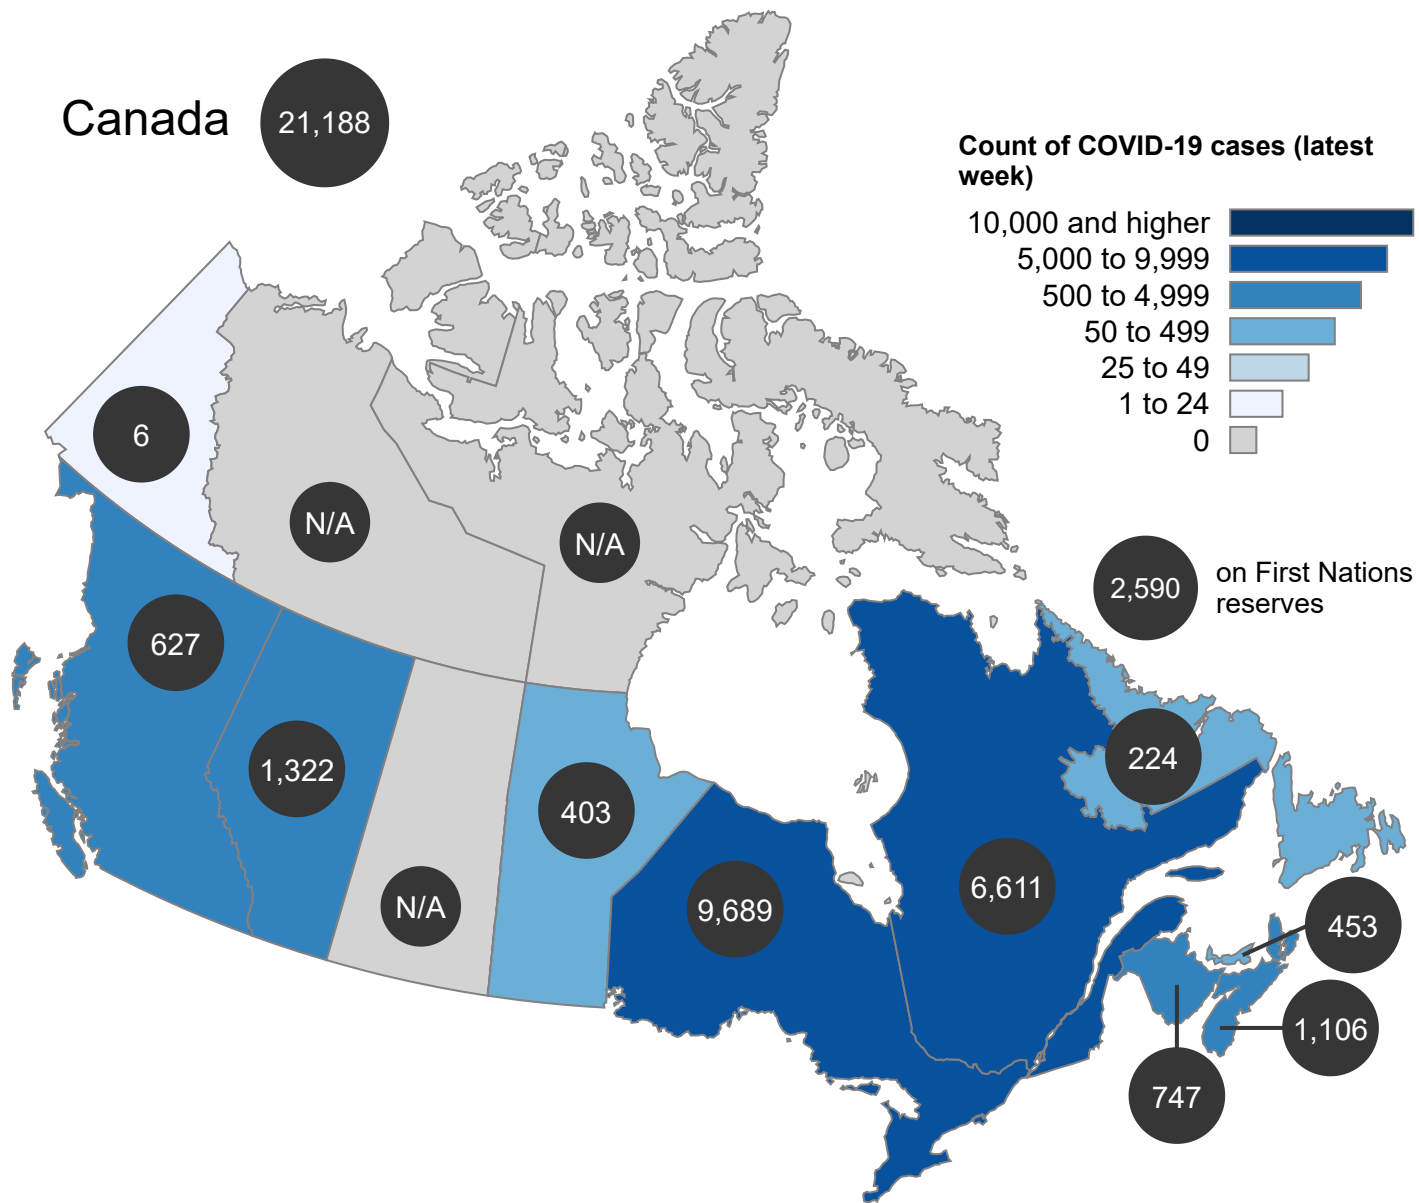 Canada
21,188
Count of COVID-19 cases (latest
week)
10,000 and higher
5,000 to 9,999
500 to 4,999
50 to 499
25 to 49
1 to 24
0
6
N/A
N/A
2,590
on First Nations
reserves
627
1,322
403
224
N/A
9,689
6,611
453
1,106
747